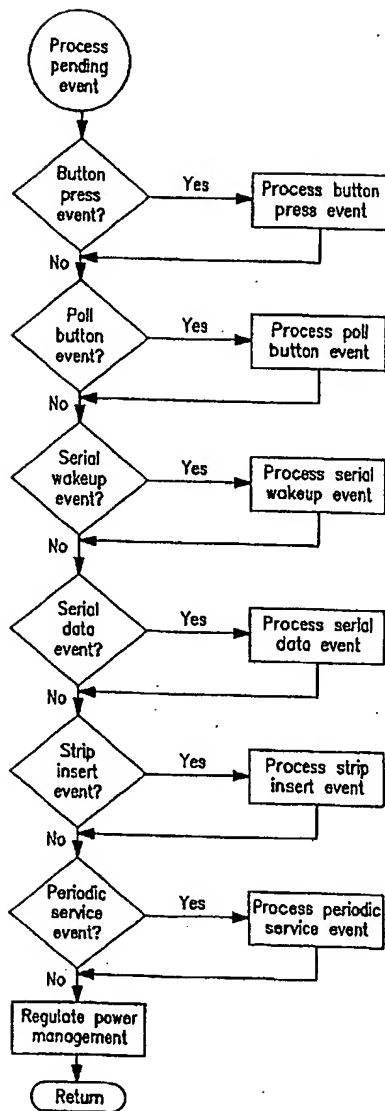 Process
pending
event
Button
press
event?
Yes
Process button
press event
No
Poll
button
event?
Yes
Process poll
button event
No
Serial
wakeup
event?
Yes
Process serial
wakeup event
No
Serial
data
event?
Yes
Process serial
data event
No
Strip
insert
event?
Yes
Process strip
insert event
No
Periodic
service
event?
Yes
Process periodic
service event
No
Regulate power
management
Return